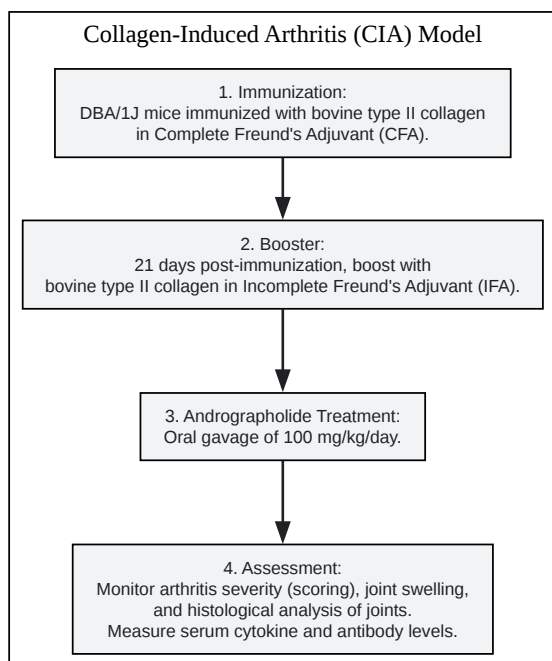 Collagen-Induced Arthritis (CIA) Model
1. Immunization:
DBA/1J mice immunized with bovine type II collagen
in Complete Freund's Adjuvant (CFA).
2. Booster:
21 days post-immunization, boost with
bovine type II collagen in Incomplete Freund's Adjuvant (IFA).
3. Andrographolide Treatment:
Oral gavage of 100 mg/kg/day.
4. Assessment:
Monitor arthritis severity (scoring), joint swelling,
and histological analysis of joints.
Measure serum cytokine and antibody levels.